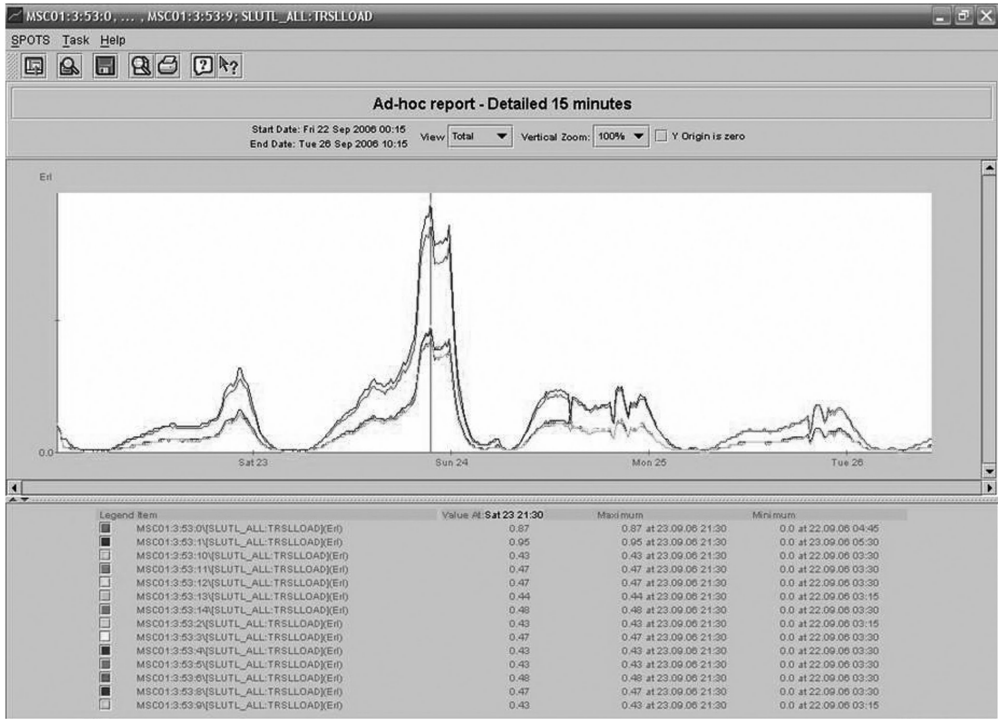 MSC01:3:53:0, ... , MSC01:3:53:9; SLUTL_ALL:TRSLLOAD
SPOTS Task Help
Ad-hoc report - Detailed 15 minutes
Start Date: Fri 22 Sep 2006 00:15
End Date: Tue 26 Sep 2006 10:15
View Total Vertical Zoom: 100% Y Origin is zero
Erl
0.0
Sat 23 Sun 24 Mon 25 Tue 26
Legend Item Value At: Sat 23 21:30 Maximum Minimum
MSC01:3:53:0\[SLUTL_ALL:TRSLLOAD](Erl) 0.87 0.87 at 23.09.06 21:30 0.0 at 22.09.06 04:45
MSC01:3:53:1\[SLUTL_ALL:TRSLLOAD](Erl) 0.95 0.95 at 23.09.06 21:30 0.0 at 23.09.06 05:30
MSC01:3:53:10\[SLUTL_ALL:TRSLLOAD](Erl) 0.43 0.43 at 23.09.06 21:30 0.0 at 22.09.06 03:30
MSC01:3:53:11\[SLUTL_ALL:TRSLLOAD](Erl) 0.47 0.47 at 23.09.06 21:30 0.0 at 22.09.06 03:30
MSC01:3:53:12\[SLUTL_ALL:TRSLLOAD](Erl) 0.47 0.47 at 23.09.06 21:30 0.0 at 22.09.06 03:30
MSC01:3:53:13\[SLUTL_ALL:TRSLLOAD](Erl) 0.44 0.44 at 23.09.06 21:30 0.0 at 22.09.06 03:15
MSC01:3:53:14\[SLUTL_ALL:TRSLLOAD](Erl) 0.48 0.48 at 23.09.06 21:30 0.0 at 22.09.06 03:30
MSC01:3:53:2\[SLUTL_ALL:TRSLLOAD](Erl) 0.43 0.43 at 23.09.06 21:30 0.0 at 22.09.06 03:15
MSC01:3:53:3\[SLUTL_ALL:TRSLLOAD](Erl) 0.47 0.47 at 23.09.06 21:30 0.0 at 22.09.06 03:30
MSC01:3:53:4\[SLUTL_ALL:TRSLLOAD](Erl) 0.43 0.43 at 23.09.06 21:30 0.0 at 22.09.06 03:30
MSC01:3:53:5\[SLUTL_ALL:TRSLLOAD](Erl) 0.43 0.43 at 23.09.06 21:30 0.0 at 22.09.06 03:30
MSC01:3:53:6\[SLUTL_ALL:TRSLLOAD](Erl) 0.48 0.48 at 23.09.06 21:30 0.0 at 22.09.06 03:30
MSC01:3:53:8\[SLUTL_ALL:TRSLLOAD](Erl) 0.47 0.47 at 23.09.06 21:30 0.0 at 22.09.06 03:30
MSC01:3:53:9\[SLUTL_ALL:TRSLLOAD](Erl) 0.43 0.43 at 23.09.06 21:30 0.0 at 22.09.06 03:15